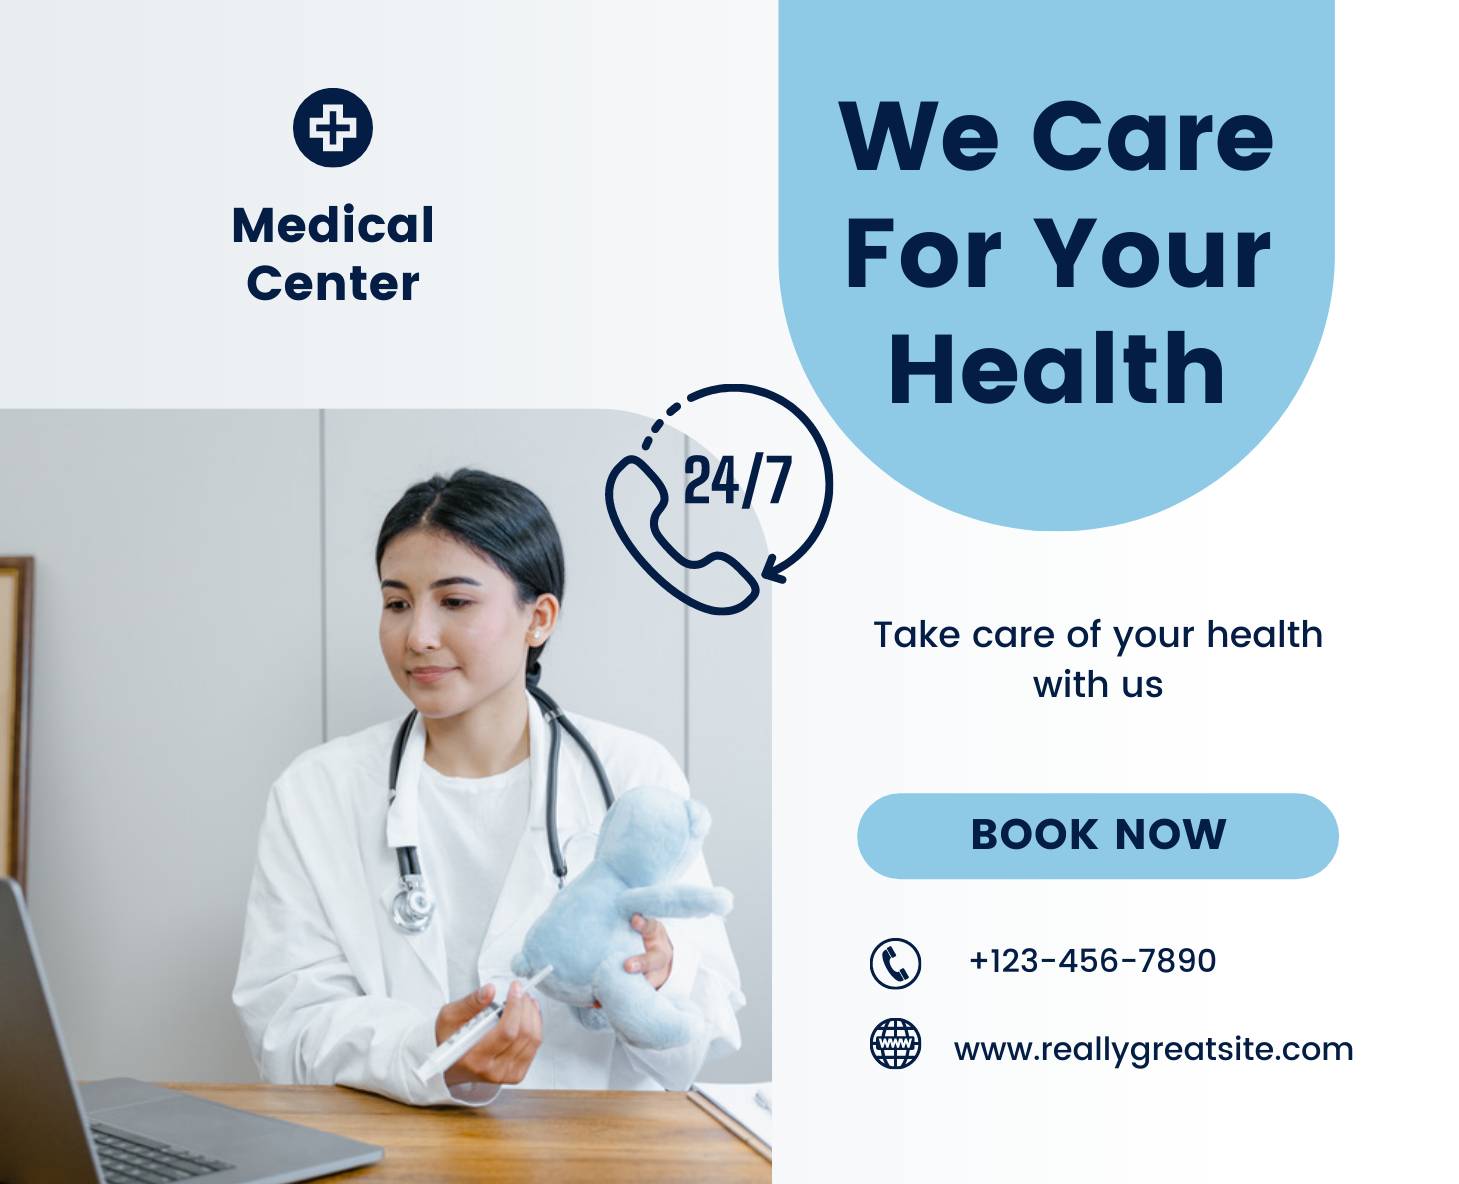 Medical
Center
We Care
For Your
Health
24/7
Take care of your health
with us
BOOK NOW
+123-456-7890
www
www.reallygreatsite.com